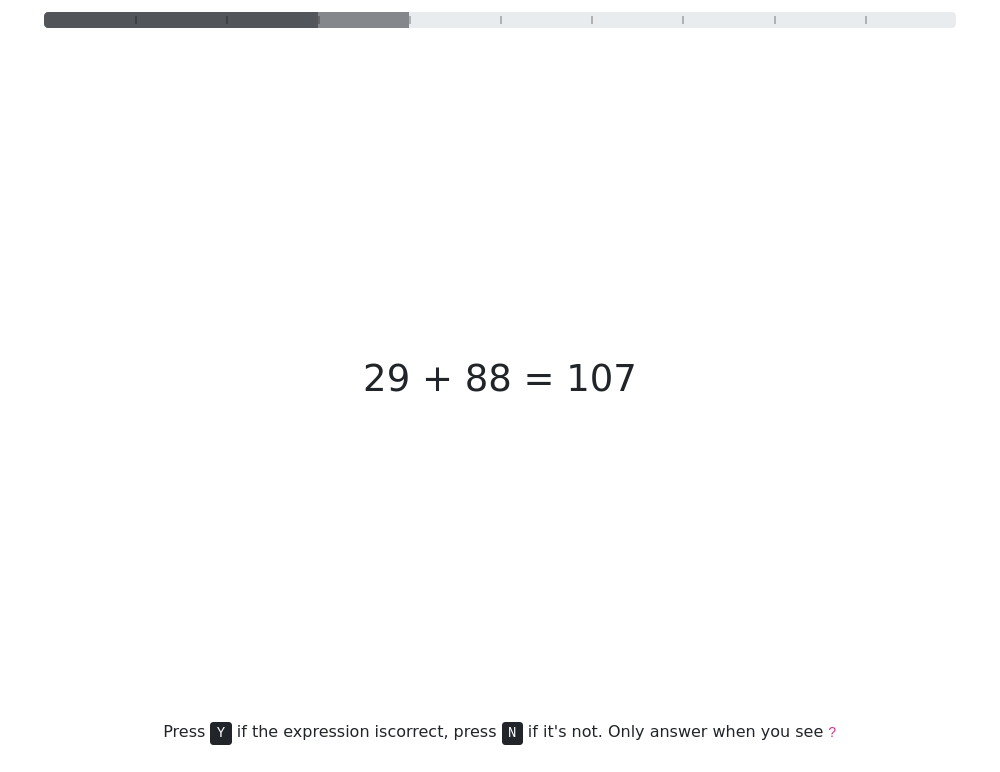 29 + 88 = 107
Press Y if the expression iscorrect, press N if it's not. Only answer when you see ?